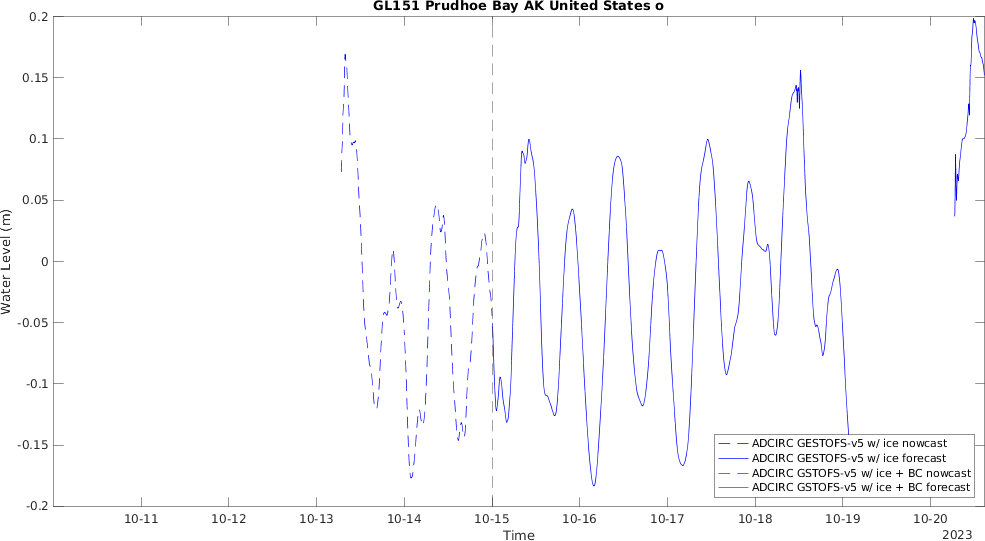 GL151 Prudhoe Bay AK United States o
0.2
0.15
0.1
0.05
0
-0.05
-0.1
-0.15
-0.2
Water Level (m)
ADCIRC GESTOFS-v5 w/ ice nowcast
ADCIRC GESTOFS-v5 w/ ice forecast
ADCIRC GSTOFS-v5 w/ ice + BC nowcast
ADCIRC GSTOFS-v5 w/ ice + BC forecast
10-11 10-12 10-13 10-14 10-15 10-16 10-17 10-18 10-19 10-20
Time
2023